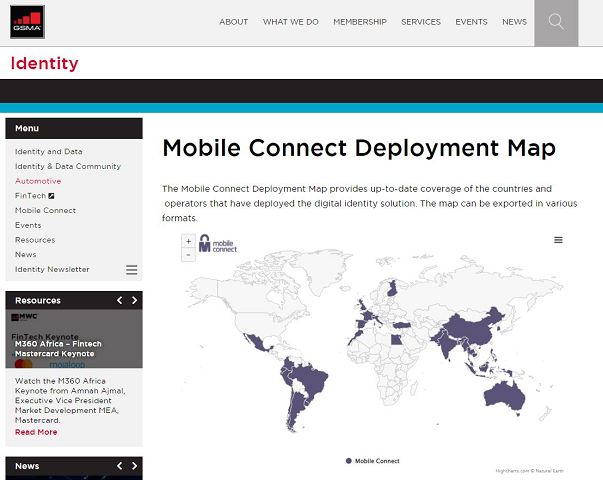 GSMA
ABOUT WHAT WE DO MEMBERSHIP SERVICES EVENTS NEWS
Identity
Menu
Identity and Data
Identity & Data Community
Automotive
FinTech
Mobile Connect
Events
Resources
News
Identity Newsletter
Resources
MWC
FinTech Keynote
M360 Africa – Fintech
Mastercard Keynote
mojaloop
Watch the M360 Africa
Keynote from Amnah Ajmal,
Executive Vice President
Market Development MEA,
Mastercard.
Read More
News
Mobile Connect Deployment Map
The Mobile Connect Deployment Map provides up-to-date coverage of the countries and
operators that have deployed the digital identity solution. The map can be exported in various
formats.
+
−
mobile
connect
Mobile Connect
Highcharts.com © Natural Earth